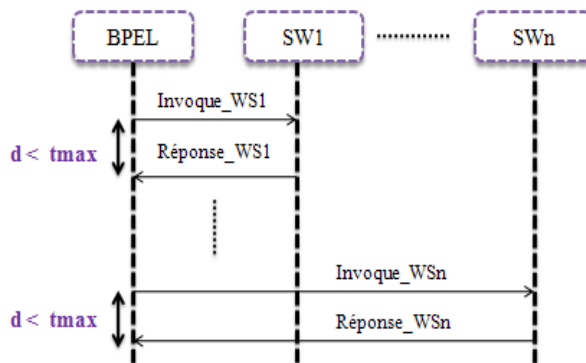 BPEL SW1 SWn
Invoque_WS1
d < tmax
Réponse_WS1
Invoque_WSn
d < tmax
Réponse_WSn